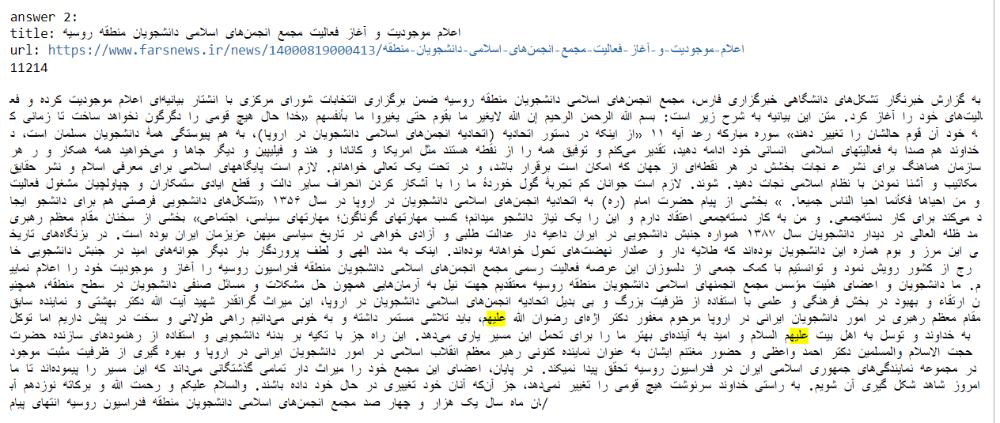 answer 2:
title: اعلام موجودیت و آغاز فعالیت مجمع انجمن‌های اسلامی دانشجویان منطقه روسیه
url: https://www.farsnews.ir/news/14000819000413/اعلام-موجودیت-و-آغاز-فعالیت-مجمع-انجمن‌های-اسلامی-دانشجویان-منطقه
11214
به گزارش خبرنگار تشکل‌های دانشگاهی خبرگزاری فارس، مجمع انجمن‌های اسلامی دانشجویان منطقه روسیه ضمن برگزاری انتخابات شورای مرکزی با انتشار بیانیه‌ای اعلام موجودیت کرده و فع
الیت‌های خود را آغاز کرد. متن این بیانیه به شرح زیر است: بسم الله الرحمن الرحیم إن الله لایغیر ما بقوم حتی یغیروا ما بأنفسهم «خدا حال هیچ قومی را دگرگون نخواهد ساخت تا زمانی ک
ه خود آن قوم حالشان را تغییر دهند» سوره مبارکه رعد آیه ۱۱ «از اینکه در دستور اتحادیه (اتحادیه انجمن‌های اسلامی دانشجویان در اروپا)، به هم پیوستگی همهٔ دانشجویان مسلمان است، د
خداوند هم صدا به فعالیتهای اسلامی انسانی خود ادامه دهید، تقدیر می‌کنم و توفیق همه را از نقطه هستند مثل امریکا و کانادا و هند و فیلیپین و دیگر جاها و می‌خواهید همه همکار و ر هر
سازمان هماهنگ برای نشر عـ نجات بخشش در هر نقطه‌ای از جهان که امکان است برقرار باشد، و در تحت یک تعالی خواهانم. لازم است پایگاههای اسلامی برای معرفی اسلام و نشر حقایق
مکاتیب و آشنا نمودن با نظام اسلامی نجات دهید. شوند. لازم است جوانان کم تجربهٔ گول خوردهٔ ما را با آشکار کردن انحراف سایر دالت و قطع ایادی ستمکاران و چپاولچیان مشغول فعالیت
و من احیاها فکأنما احیا الناس جمیعا. » بخشی از پیام حضرت امام (ره) به اتحادیه انجمن‌های اسلامی دانشجویان در اروپا در سال ۱۳۵۶ «تشکل‌های دانشجویی فرصتی هم برای دانشجو ایجا
د می‌کند برای کار دسته‌جمعی. و من به کار دسته‌جمعی اعتقاد دارم و این را یک نیاز دانشجو میدانم؛ کسب مهارتهای گوناگون؛ مهارتهای سیاسی، اجتماعی» بخشی از سخنان مقام معظم رهبری
مد ظله العالی در دیدار دانشجویان سال ۱۳۸۷ همواره جنبش دانشجویی در ایران داعیه دار عدالت طلبی و آزادی خواهی در تاریخ سیاسی میهن عزیزمان ایران بوده است. در بزنگاه‌های تاریخ
ی این مرز و بوم هماره این دانشجویان بوده‌اند که طلایه دار و عملدار نهضت‌های تحول خواهانه بوده‌اند. اینک به مدد الهی و لطف پروردگار بار دیگر جوانه‌های امید در جنبش دانشجویی خا
رج از کشور رویش نمود و توانستیم با کمک جمعی از دلسوزان این عرصه فعالیت رسمی مجمع انجمن‌های اسلامی دانشجویان منطقه فدراسیون روسیه را آغاز و موجودیت خود را اعلام نمایی
م. ما دانشجویان و اعضای هئیت مؤسس مجمع انجمنهای اسلامی دانشجویان منطقه روسیه معتقدیم جهت نیل به آرمان‌هایی همچون حل مشکلات و مسائل صنفی دانشجویان در سطح منطقه، همچنی
ن ارتقاء و بهبود در بخش فرهنگی و علمی با استفاده از ظرفیت بزرگ و بی بدیل اتحادیه انجمن‌های اسلامی دانشجویان در اروپا، این میراث گرانقدر شهید آیت الله دکتر بهشتی و نماینده سابق
مقام معظم رهبری در امور دانشجویان ایرانی در اروپا مرحوم مغفور دکتر اژه‌ای رضوان الله علیهم، باید تلاشی مستمر داشته و به خوبی می‌دانیم راهی طولانی و سخت در پیش داریم اما توکل
به خداوند و توسل به اهل بیت علیهم السلام و امید به آینده‌ای بهتر ما را برای تحمل این مسیر یاری می‌دهد. این راه جز با تکیه بر بدنه دانشجویی و استفاده از رهنمودهای سازنده حضرت
حجت الاسلام والمسلمین دکتر احمد واعظی و حضور مغتنم ایشان به عنوان نماینده کنونی رهبر معظم انقلاب اسلامی در امور دانشجویان ایرانی در اروپا و بهره گیری از ظرفیت مثبت موجود
در مجموعه نمایندگی‌های جمهوری اسلامی ایران در فدراسیون روسیه تحقق پیدا نمیکند. در پایان، اعضای این مجمع خود را میراث دار تمامی گذشتگانی می‌داند که این مسیر را پیموده‌اند تا ما
امروز شاهد شکل گیری آن شویم. به راستی خداوند سرنوشت هیچ قومی را تغییر نمی‌دهد، جز آن‌که آنان خود تغییری در حال خود داده باشند. والسلام علیکم و رحمت الله و برکاته نوزدهم آب
ان ماه سال یک هزار و چهار صد مجمع انجمن‌های اسلامی دانشجویان منطقه فدراسیون روسیه انتهای پیام/